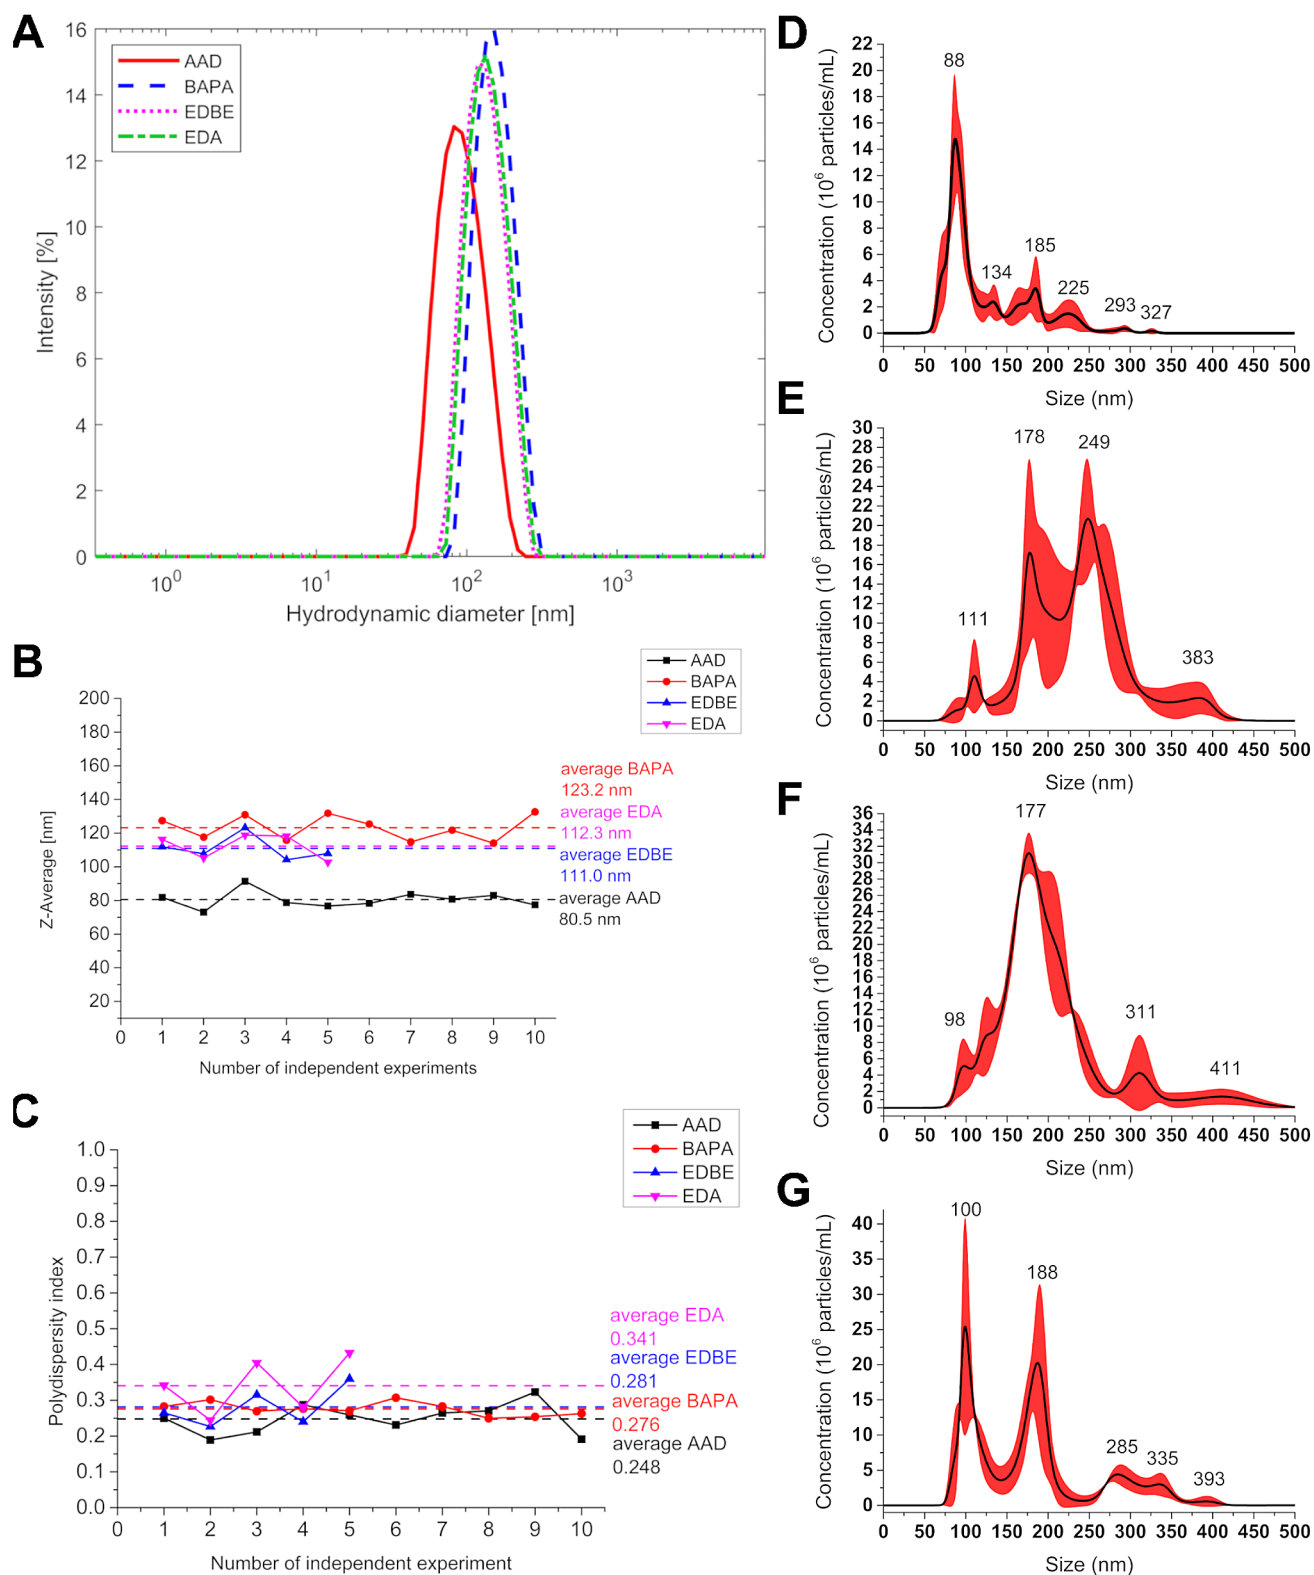 A
16
14
12
10
8
6
4
2
0
Intensity [%]
AAD
BAPA
EDBE
EDA
10^0
10^1
10^2
10^3
Hydrodynamic diameter [nm]
B
AAD
BAPA
EDBE
EDA
200
180
160
140
120
100
80
60
40
20
Z-Average [nm]
average BAPA
123.2 nm
average EDA
112.3 nm
average EDBE
111.0 nm
average AAD
80.5 nm
0 1 2 3 4 5 6 7 8 9 10
Number of independent experiments
C
AAD
BAPA
EDBE
EDA
1.0
0.9
0.8
0.7
0.6
0.5
0.4
0.3
0.2
0.1
0.0
Polydispersity index
average EDA
0.341
average EDBE
0.281
average BAPA
0.276
average AAD
0.248
0 1 2 3 4 5 6 7 8 9 10
Number of independent experiment
D
22
20
18
16
14
12
10
8
6
4
2
0
Concentration (10^6 particles/mL)
88
134
185
225
293
327
0 50 100 150 200 250 300 350 400 450 500
Size (nm)
E
30
28
26
24
22
20
18
16
14
12
10
8
6
4
2
0
Concentration (10^6 particles/mL)
111
178
249
383
0 50 100 150 200 250 300 350 400 450 500
Size (nm)
F
36
34
32
30
28
26
24
22
20
18
16
14
12
10
8
6
4
2
0
Concentration (10^6 particles/mL)
98
177
311
411
0 50 100 150 200 250 300 350 400 450 500
Size (nm)
G
40
35
30
25
20
15
10
5
0
Concentration (10^6 particles/mL)
100
188
285
335
393
0 50 100 150 200 250 300 350 400 450 500
Size (nm)